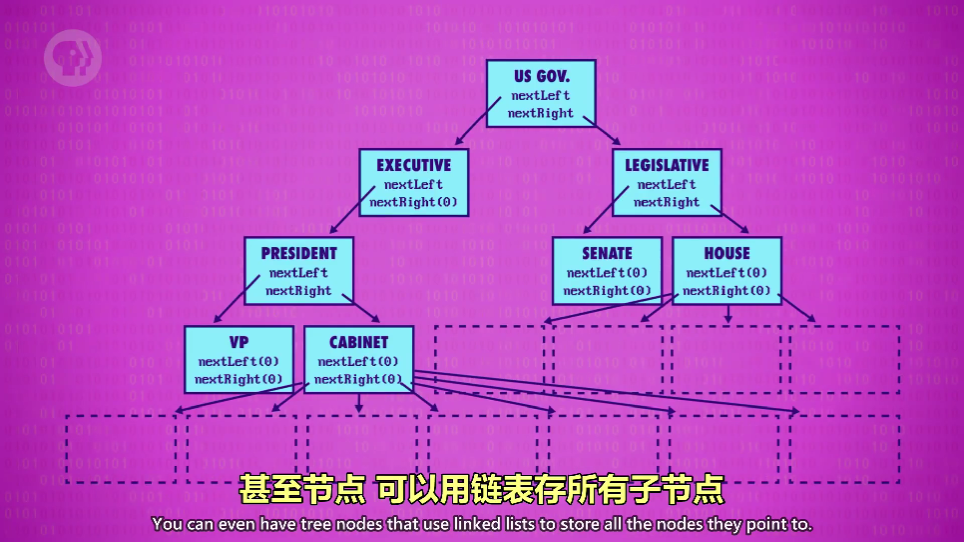 US GOV.
nextLeft
nextRight
EXECUTIVE
nextLeft
nextRight(0)
LEGISLATIVE
nextLeft
nextRight
PRESIDENT
nextLeft
nextRight
SENATE
nextLeft(0)
nextRight(0)
HOUSE
nextLeft(0)
nextRight(0)
VP
nextLeft(0)
nextRight(0)
CABINET
nextLeft(0)
nextRight(0)
甚至节点 可以用链表存所有子节点
You can even have tree nodes that use linked lists to store all the nodes they point to.